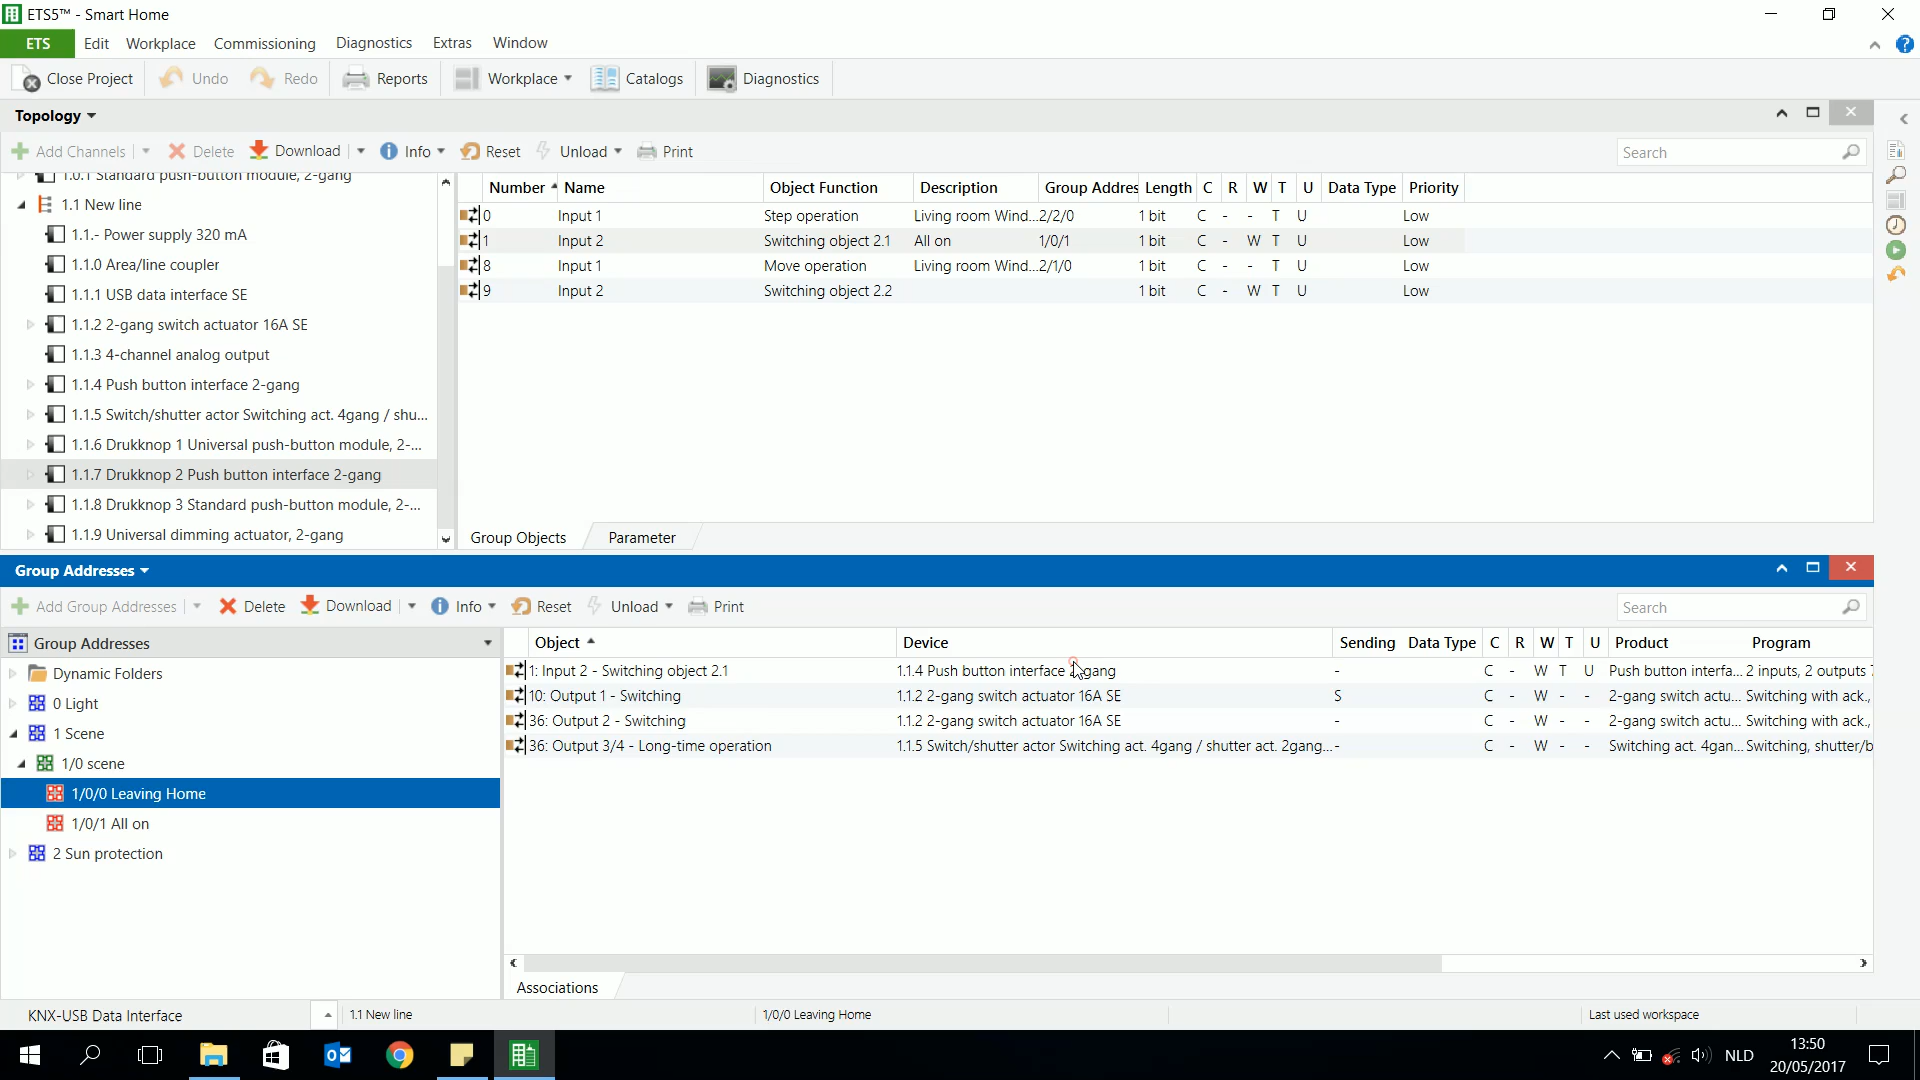 ETS5™ - Smart Home
ETS Edit Workplace Commissioning Diagnostics Extras Window
Close Project Undo Redo Reports Workplace Catalogs Diagnostics
Topology
Add Channels Delete Download Info Reset Unload Print Search
1.0.1 Standard push-button module, 2-gang
1.1 New line
1.1.- Power supply 320 mA
1.1.0 Area/line coupler
1.1.1 USB data interface SE
1.1.2 2-gang switch actuator 16A SE
1.1.3 4-channel analog output
1.1.4 Push button interface 2-gang
1.1.5 Switch/shutter actor Switching act. 4gang / shu...
1.1.6 Drukknop 1 Universal push-button module, 2-...
1.1.7 Drukknop 2 Push button interface 2-gang
1.1.8 Drukknop 3 Standard push-button module, 2-...
1.1.9 Universal dimming actuator, 2-gang
Number Name Object Function Description Group Addres Length C R W T U Data Type Priority
0 Input 1 Step operation Living room Wind...2/2/0 1 bit C - - T U Low
1 Input 2 Switching object 2.1 All on 1/0/1 1 bit C - W T U Low
8 Input 1 Move operation Living room Wind...2/1/0 1 bit C - - T U Low
9 Input 2 Switching object 2.2 1 bit C - W T U Low
Group Objects Parameter
Group Addresses
Add Group Addresses Delete Download Info Reset Unload Print Search
Group Addresses
Dynamic Folders
0 Light
1 Scene
1/0 scene
1/0/0 Leaving Home
1/0/1 All on
2 Sun protection
Object Device Sending Data Type C R W T U Product Program
1: Input 2 - Switching object 2.1 1.1.4 Push button interface 2-gang - C - W T U Push button interfa... 2 inputs, 2 outputs
10: Output 1 - Switching 1.1.2 2-gang switch actuator 16A SE S C - W - - 2-gang switch actu... Switching with ack.,
36: Output 2 - Switching 1.1.2 2-gang switch actuator 16A SE - C - W - - 2-gang switch actu... Switching with ack.,
36: Output 3/4 - Long-time operation 1.1.5 Switch/shutter actor Switching act. 4gang / shutter act. 2gang...- C - W - - Switching act. 4gan... Switching, shutter/b
Associations
KNX-USB Data Interface 1.1 New line 1/0/0 Leaving Home Last used workspace
NLD 13:50
20/05/2017